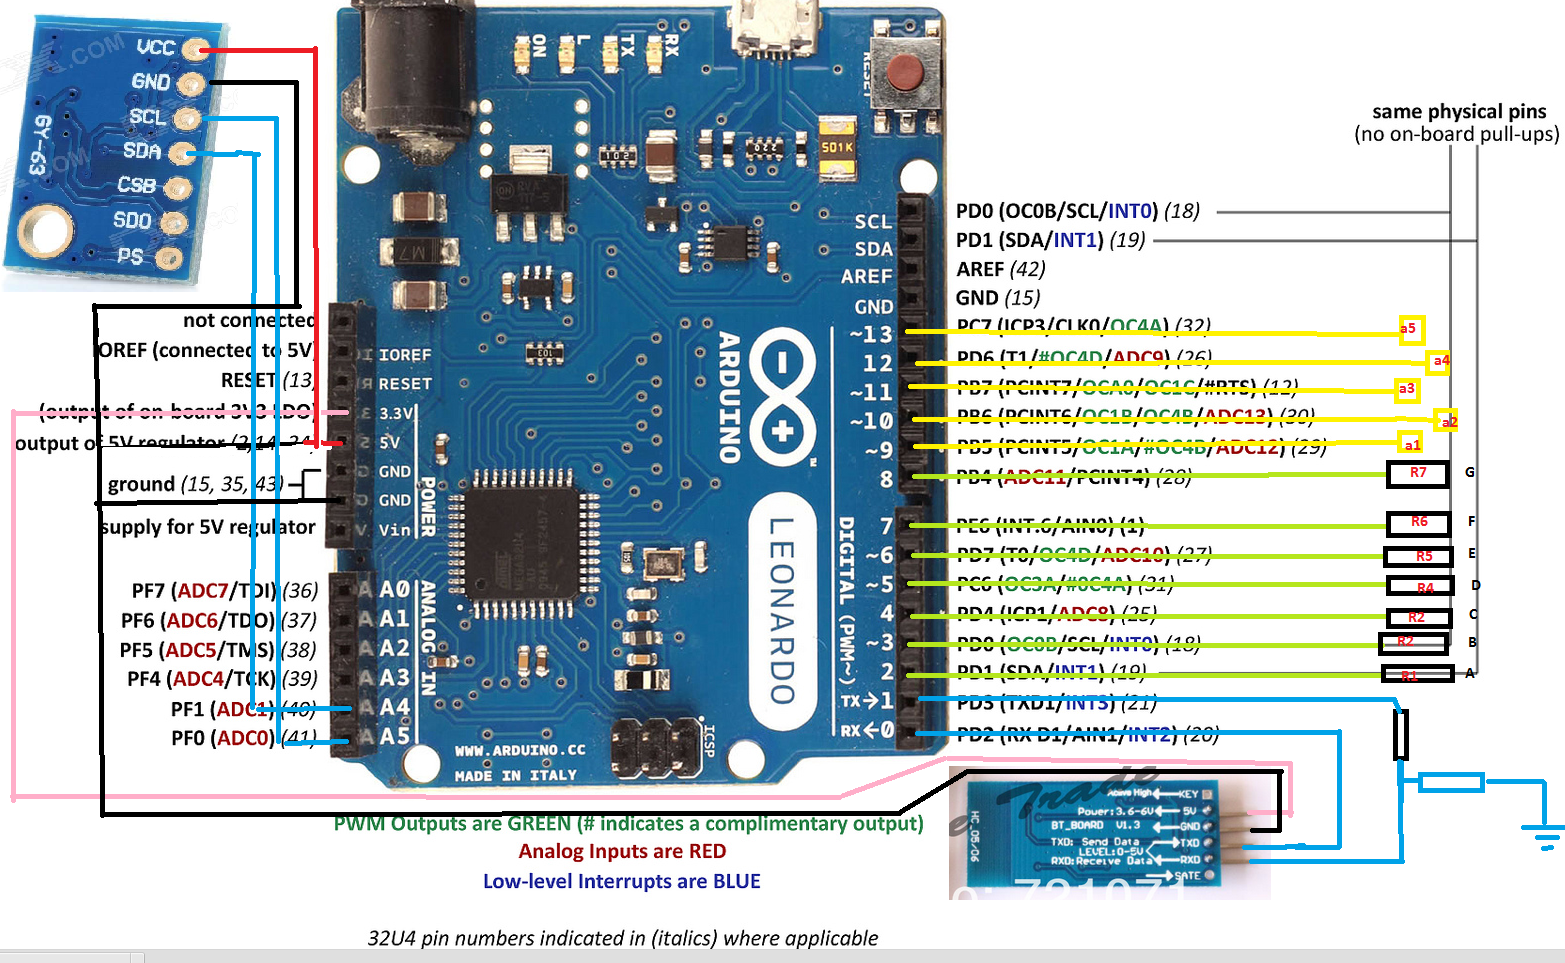 VCC
GND
SCL
SDA
CSB
SDO
PS
GY-63
ON
L
TX
RX
RESET
501K
same physical pins
(no on-board pull-ups)
SCL
PD0 (OC0B/SCL/INT0) (18)
SDA
PD1 (SDA/INT1) (19)
AREF
AREF (42)
GND
GND (15)
~13
PC7 (ICP3/CLK0/OC4A) (32)
a5
12
PD6 (T1/#OC4D/ADC9) (26)
a4
~11
PB7 (PCINT7/OCA0/OC1C/#RTS) (12)
a3
~10
PB6 (PCINT6/OC1B/OC4B/ADC13) (30)
a2
~9
PB5 (PCINT5/OC1A/#OC4B/ADC12) (29)
a1
8
PB4 (ADC11/PCINT4) (28)
R7
G
7
PE6 (INT.6/AIN0) (1)
R6
F
~6
PD7 (T0/OC4D/ADC10) (27)
R5
E
~5
PC6 (OC3A/#0C4A) (31)
R4
D
4
PD4 (ICP1/ADC8) (25)
R2
C
~3
PD0 (OC0B/SCL/INT0) (18)
R2
B
2
PD1 (SDA/INT1) (19)
R1
A
TX→1
PD3 (TXD1/INT3) (21)
RX←0
PD2 (RX D1/AIN1/INT2) (20)
not connected
IOREF
OREF (connected to 5V)
RESET
RESET (13)
3.3V
(output of on-board 3V3 LDO)
5V
output of 5V regulator (2,14, 24)
GND
ground (15, 35, 43)
GND
Vin
supply for 5V regulator
POWER
PF7 (ADC7/TDI) (36)
A0
PF6 (ADC6/TDO) (37)
A1
PF5 (ADC5/TMS) (38)
A2
PF4 (ADC4/TCK) (39)
A3
PF1 (ADC1) (40)
A4
PF0 (ADC0) (41)
A5
ANALOG IN
ARDUINO
LEONARDO
DIGITAL (PWM~)
ICSP
WWW.ARDUINO.CC
MADE IN ITALY
Active High KEY
Power:3.6-6V 5V
BT_BOARD V1.3 GND
TXD: Send Data TXD
LEVEL:0-5V
RXD:Receive Data RXD
SATE
HC_05/06
PWM Outputs are GREEN (# indicates a complimentary output)
Analog Inputs are RED
Low-level Interrupts are BLUE
32U4 pin numbers indicated in (italics) where applicable